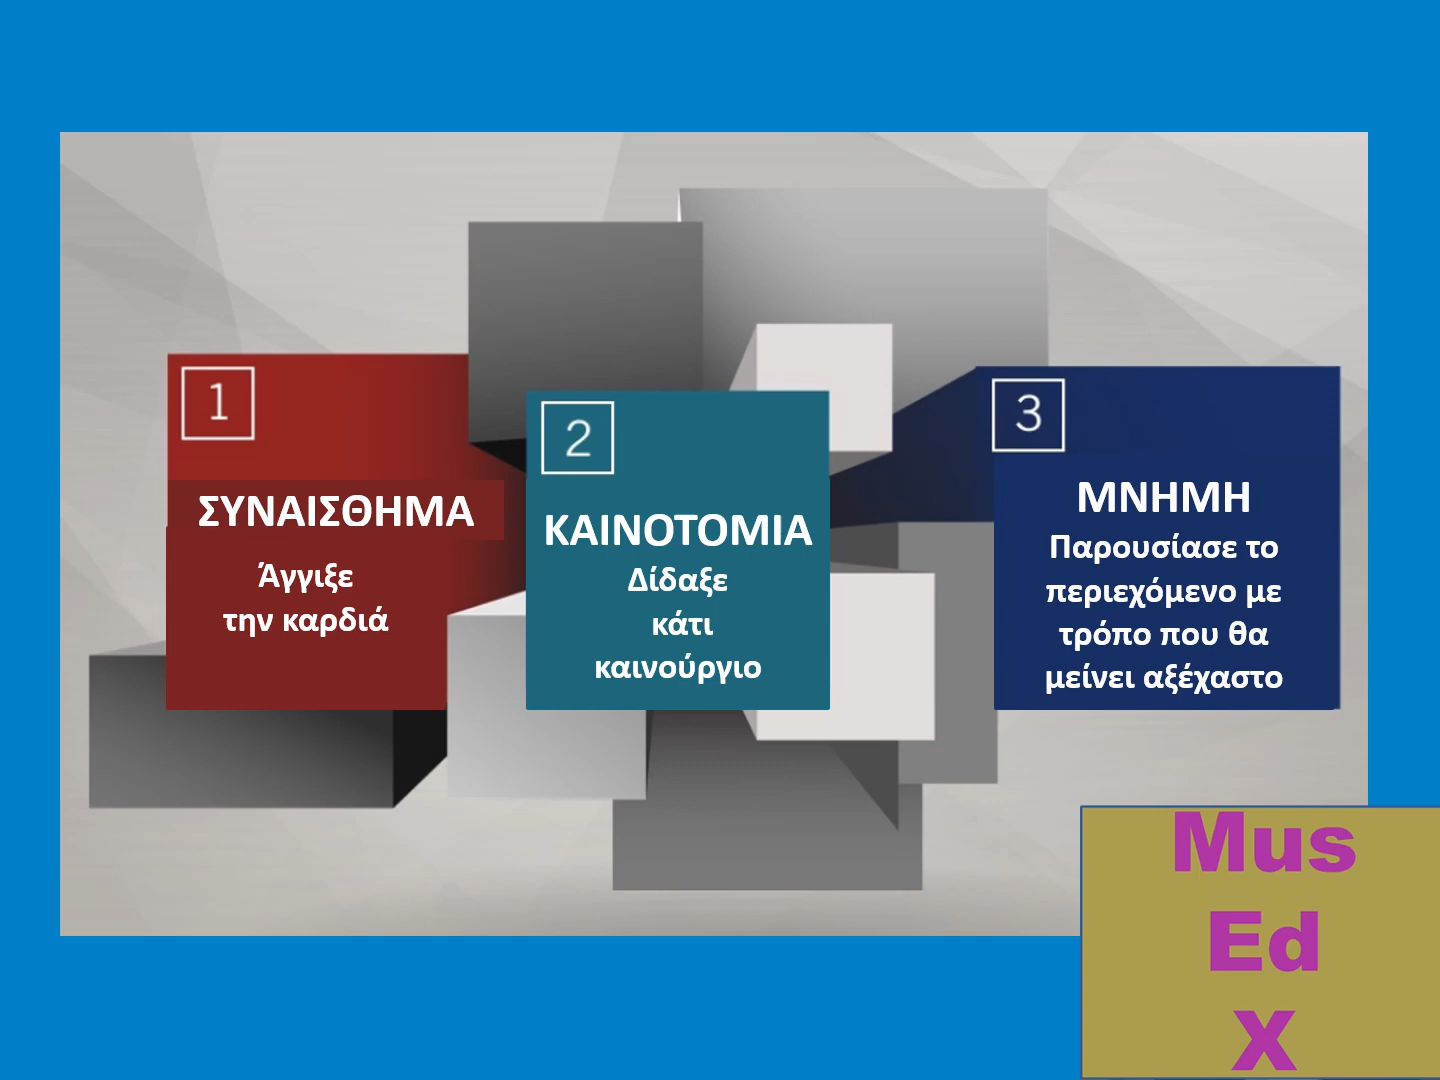 1
ΣΥΝΑΙΣΘΗΜΑ
Άγγιξε
την καρδιά
2
ΚΑΙΝΟΤΟΜΙΑ
Δίδαξε
κάτι
καινούργιο
3
ΜΝΗΜΗ
Παρουσίασε το
περιεχόμενο με
τρόπο που θα
μείνει αξέχαστο
Mus
Ed
X